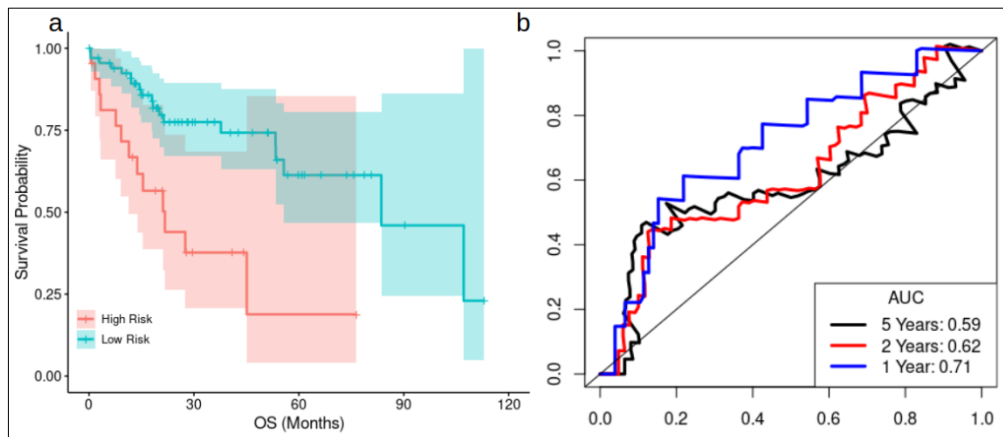 a
1.00
0.75
0.50
0.25
0.00
Survival Probability
High Risk
Low Risk
0
30
60
90
120
OS (Months)
b
1.0
0.8
0.6
0.4
0.2
0.0
AUC
5 Years: 0.59
2 Years: 0.62
1 Year: 0.71
0.0
0.2
0.4
0.6
0.8
1.0